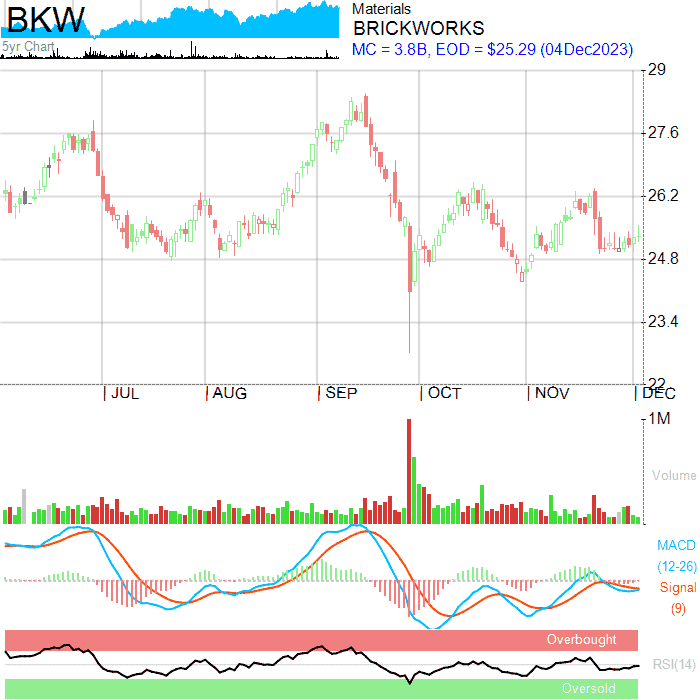 BKW
5yr Chart
Materials
BRICKWORKS
MC = 3.8B, EOD = $25.29 (04Dec2023)
29
27.6
26.2
24.8
23.4
22
JUL AUG SEP OCT NOV DEC
1M
Volume
MACD
(12-26)
Signal
(9)
Overbought
RSI(14)
Oversold